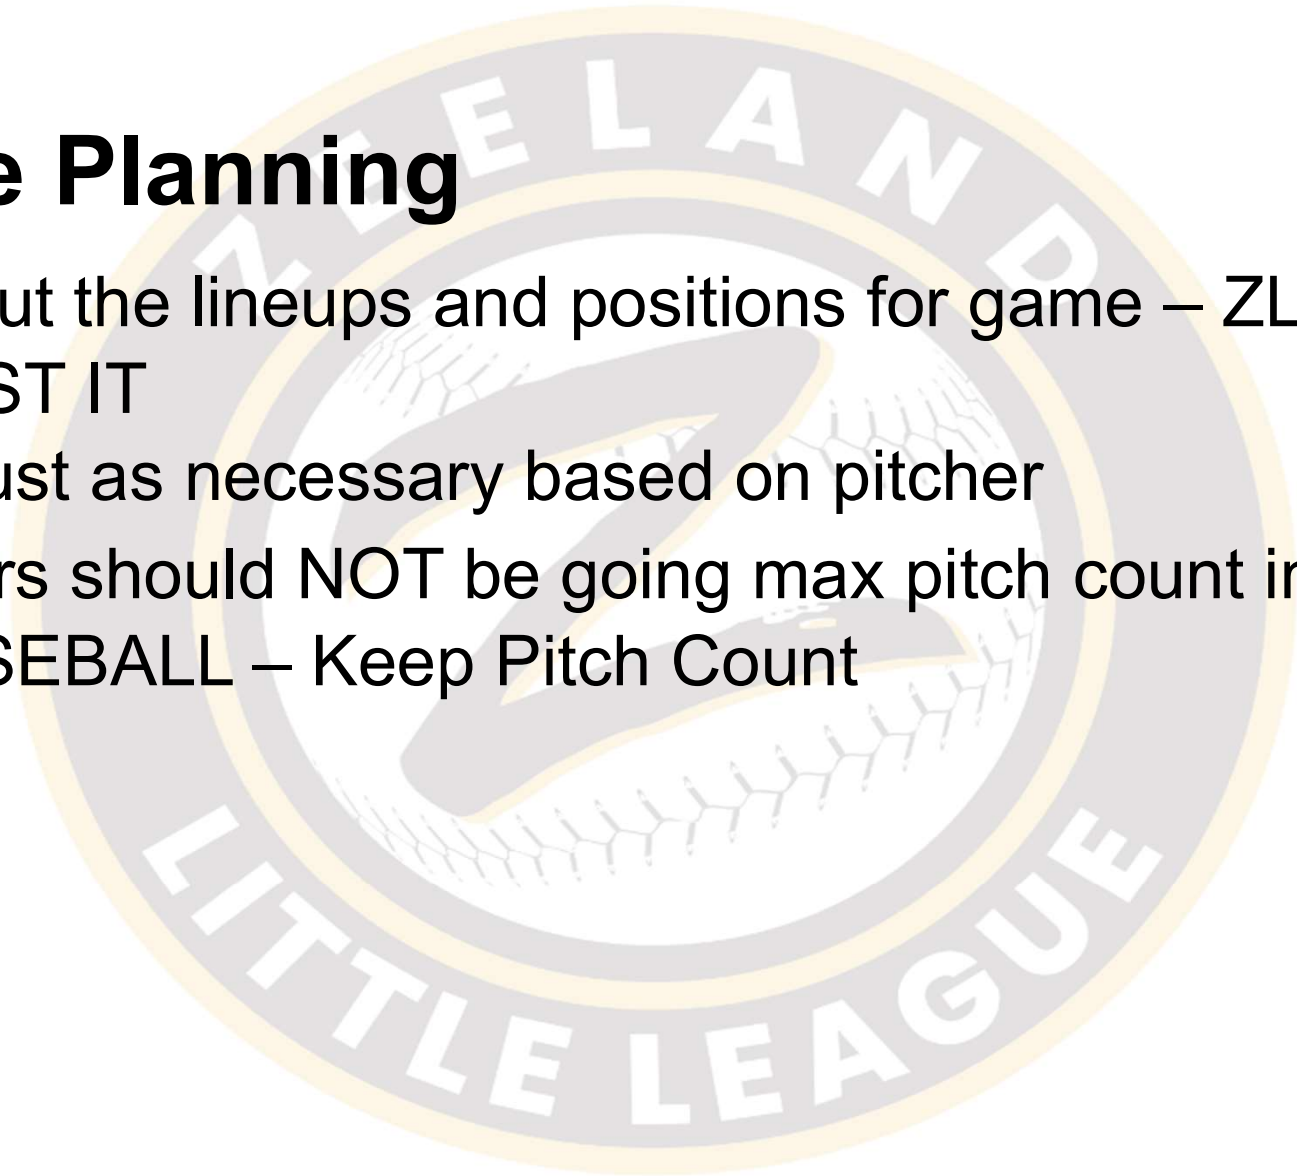 e Planning
ut the lineups and positions for game – ZL
ST IT
ust as necessary based on pitcher
rs should NOT be going max pitch count in
SEBALL – Keep Pitch Count
ZEELAND
Z
LITTLE LEAGUE